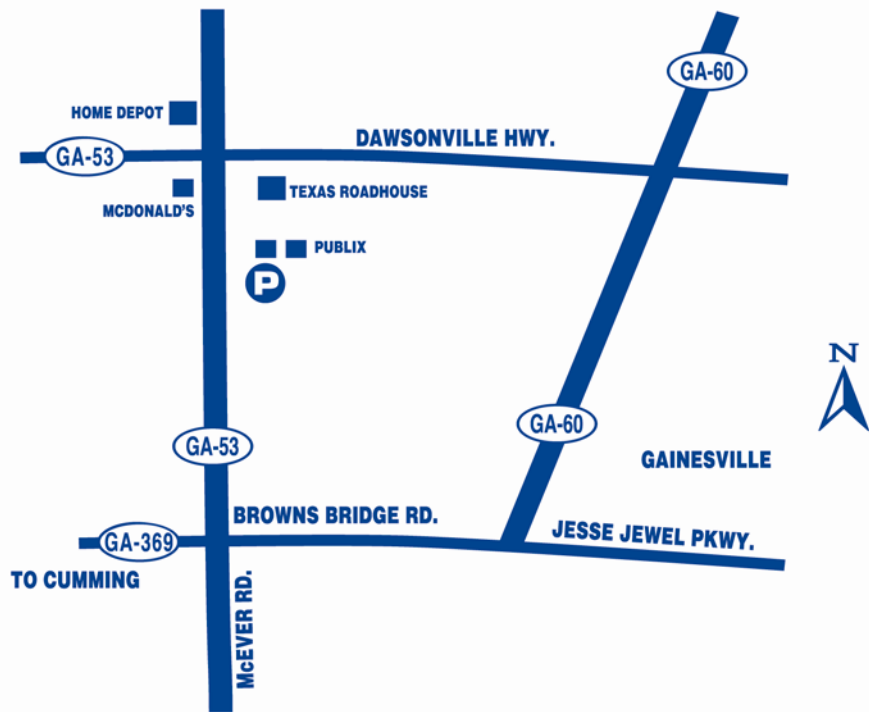 GA-60
HOME DEPOT
DAWSONVILLE HWY.
GA-53
TEXAS ROADHOUSE
MCDONALD'S
PUBLIX
P
N
GA-60
GA-53
GAINESVILLE
BROWNS BRIDGE RD.
JESSE JEWEL PKWY.
GA-369
TO CUMMING
McEVER RD.